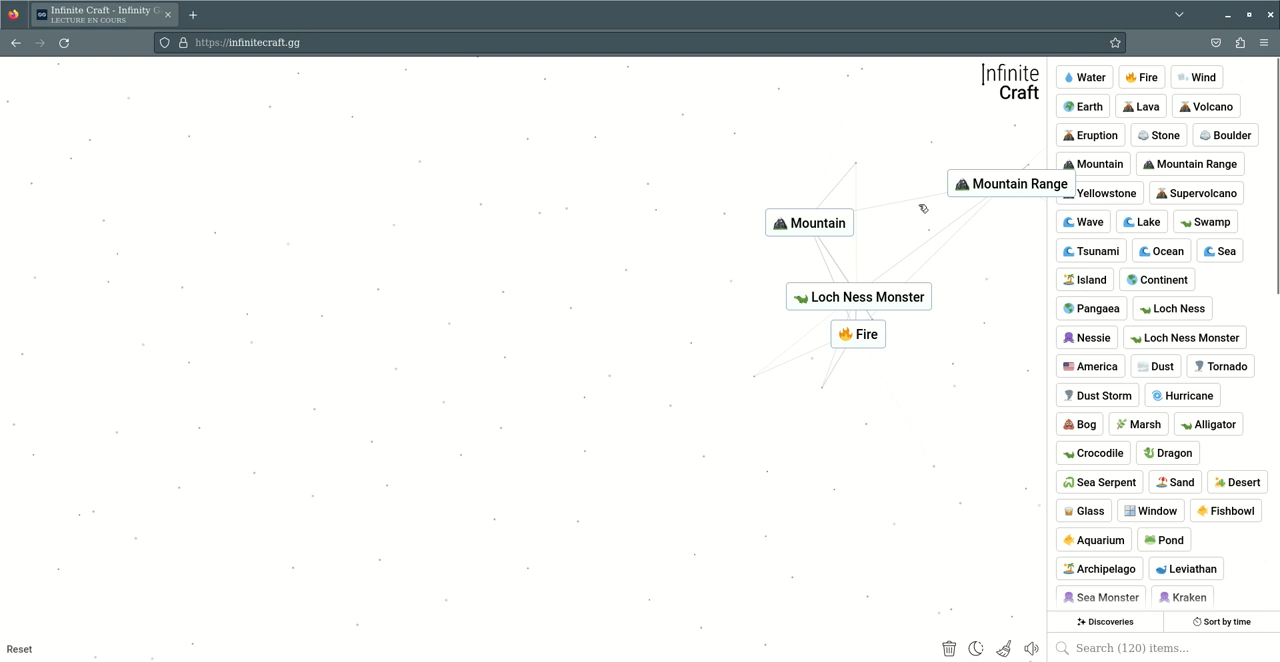 Infinite Craft - Infinity C
LECTURE EN COURS
https://infinitecraft.gg
Infinite
Craft
Mountain Range
Mountain
Loch Ness Monster
Fire
Water Fire Wind
Earth Lava Volcano
Eruption Stone Boulder
Mountain Mountain Range
Yellowstone Supervolcano
Wave Lake Swamp
Tsunami Ocean Sea
Island Continent
Pangaea Loch Ness
Nessie Loch Ness Monster
America Dust Tornado
Dust Storm Hurricane
Bog Marsh Alligator
Crocodile Dragon
Sea Serpent Sand Desert
Glass Window Fishbowl
Aquarium Pond
Archipelago Leviathan
Sea Monster Kraken
Discoveries Sort by time
Reset
Search (120) items...